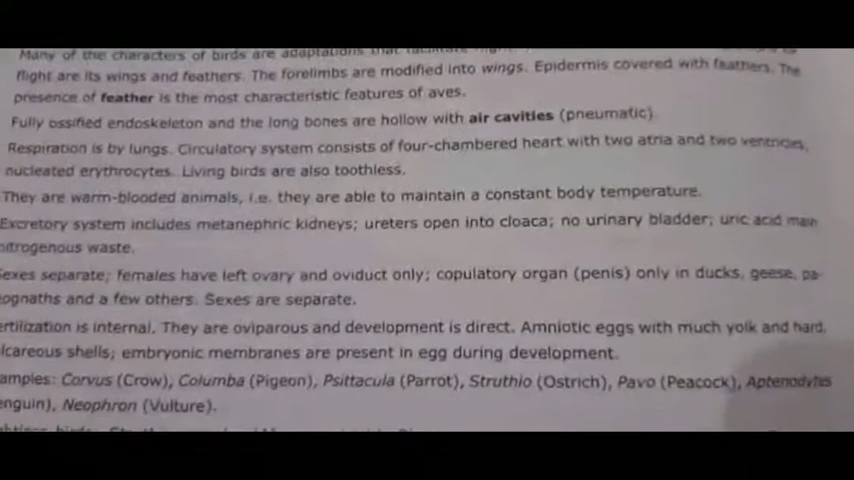 Many of the characters of birds are adaptations that facilitate
flight are its wings and feathers. The forelimbs are modified into wings. Epidermis covered with feathers. The
presence of feather is the most characteristic features of aves.
Fully ossified endoskeleton and the long bones are hollow with air cavities (pneumatic).
Respiration is by lungs. Circulatory system consists of four-chambered heart with two atria and two ventricles,
nucleated erythrocytes. Living birds are also toothless.
They are warm-blooded animals, i.e. they are able to maintain a constant body temperature.
Excretory system includes metanephric kidneys; ureters open into cloaca; no urinary bladder; uric acid main
nitrogenous waste.
Sexes separate; females have left ovary and oviduct only; copulatory organ (penis) only in ducks, geese, pa-
ognaths and a few others. Sexes are separate.
ertilization is internal. They are oviparous and development is direct. Amniotic eggs with much yolk and hard,
lcareous shells; embryonic membranes are present in egg during development.
amples: Corvus (Crow), Columba (Pigeon), Psittacula (Parrot), Struthio (Ostrich), Pavo (Peacock), Aptenodytes
enguin), Neophron (Vulture).